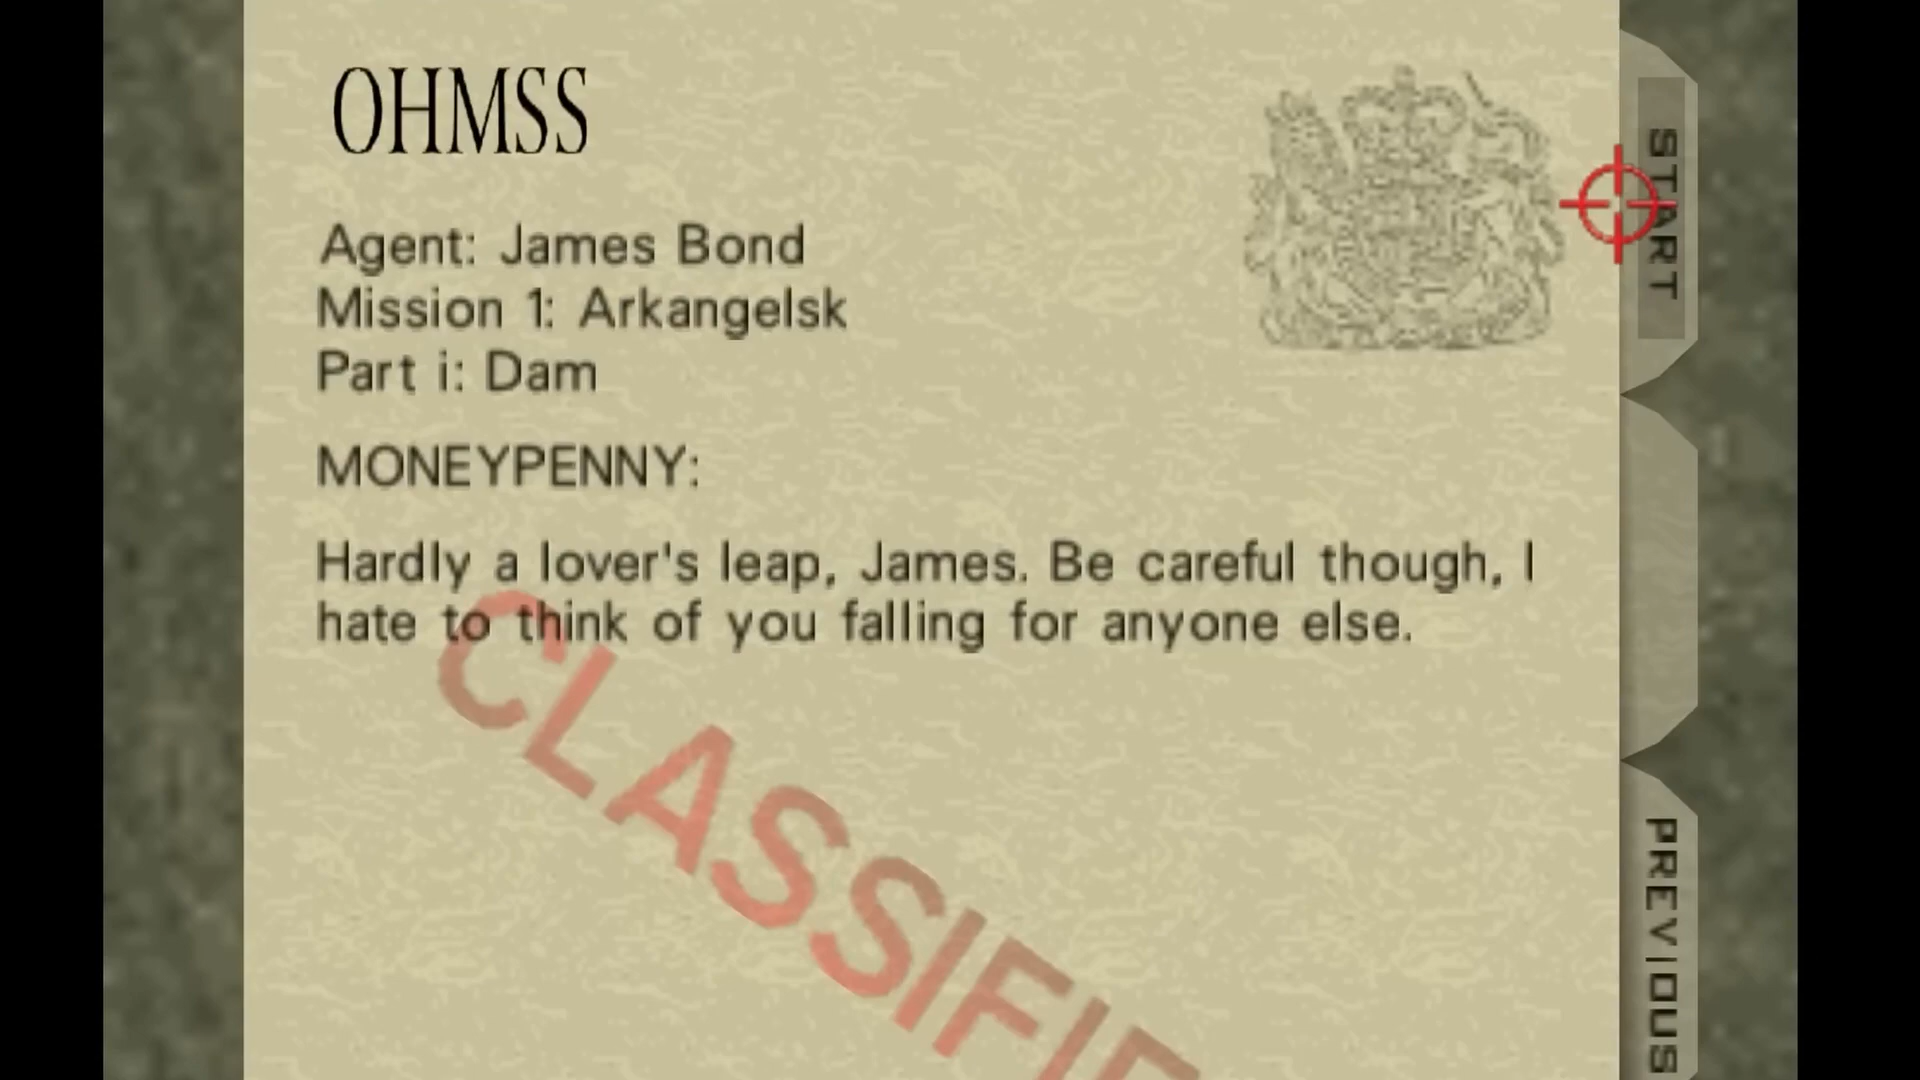 OHMSS
Agent: James Bond
Mission 1: Arkangelsk
Part i: Dam
MONEYPENNY:
Hardly a lover's leap, James. Be careful though, I
hate to think of you falling for anyone else.
CLASSIFIE
START
PREVIOUS